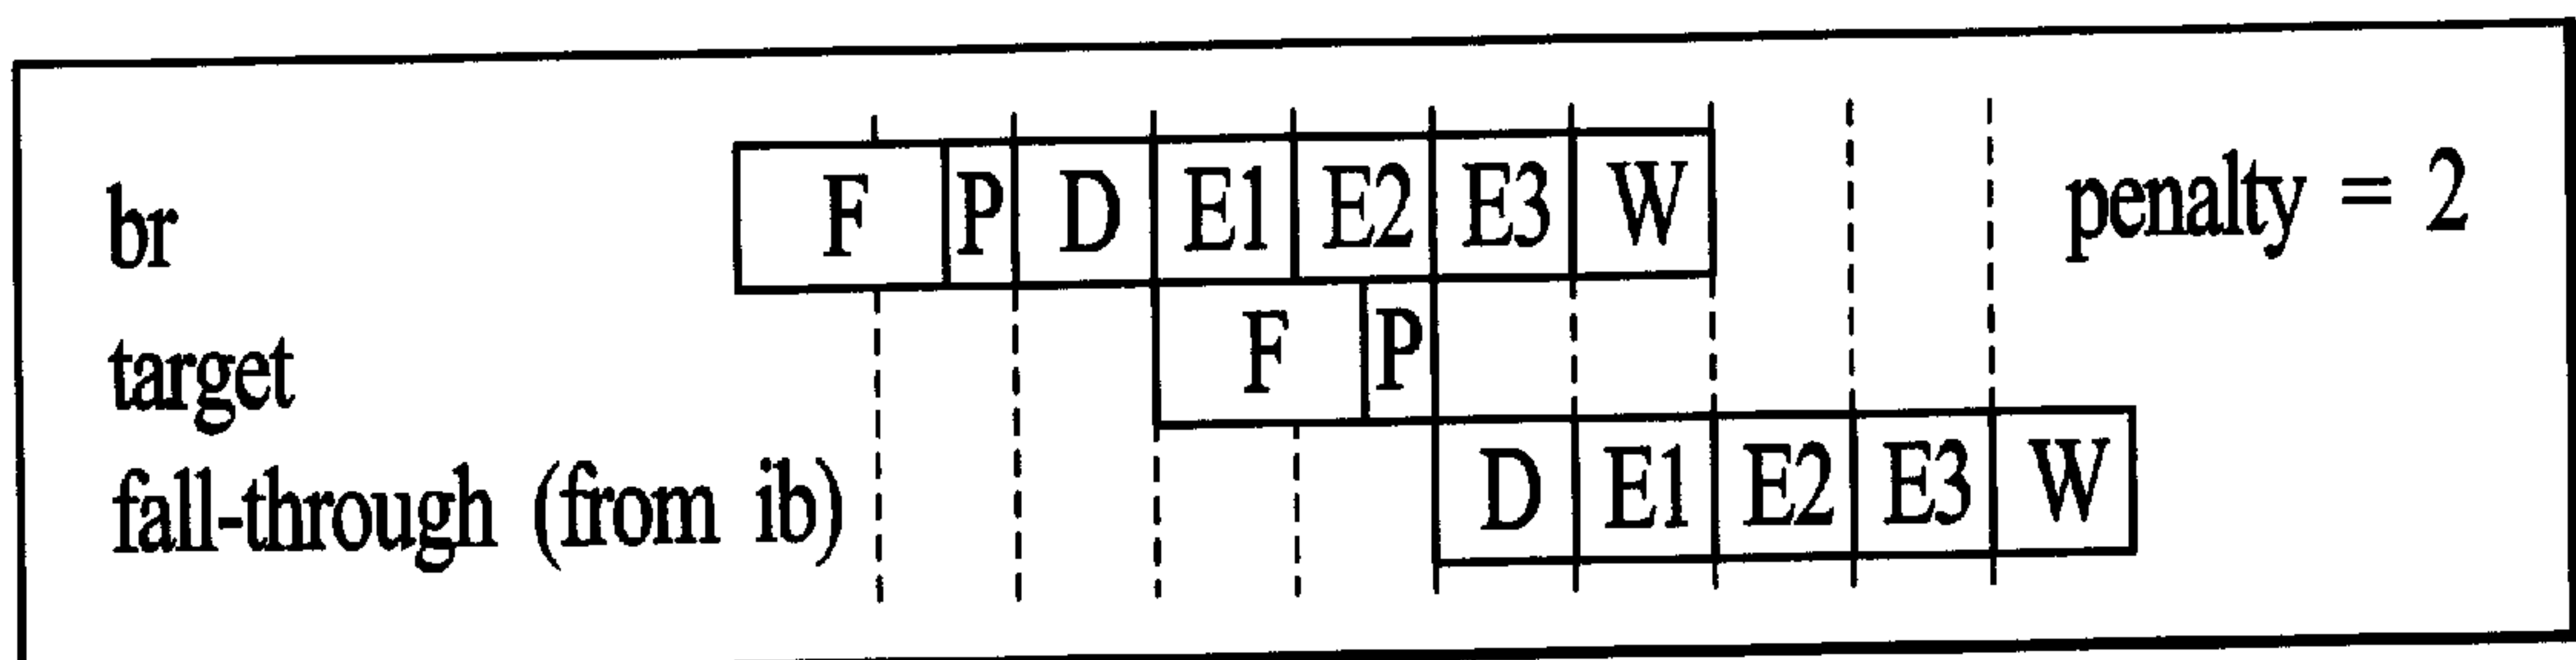 br F P D E1 E2 E3 W penalty = 2
target F P
fall-through (from ib) D E1 E2 E3 W